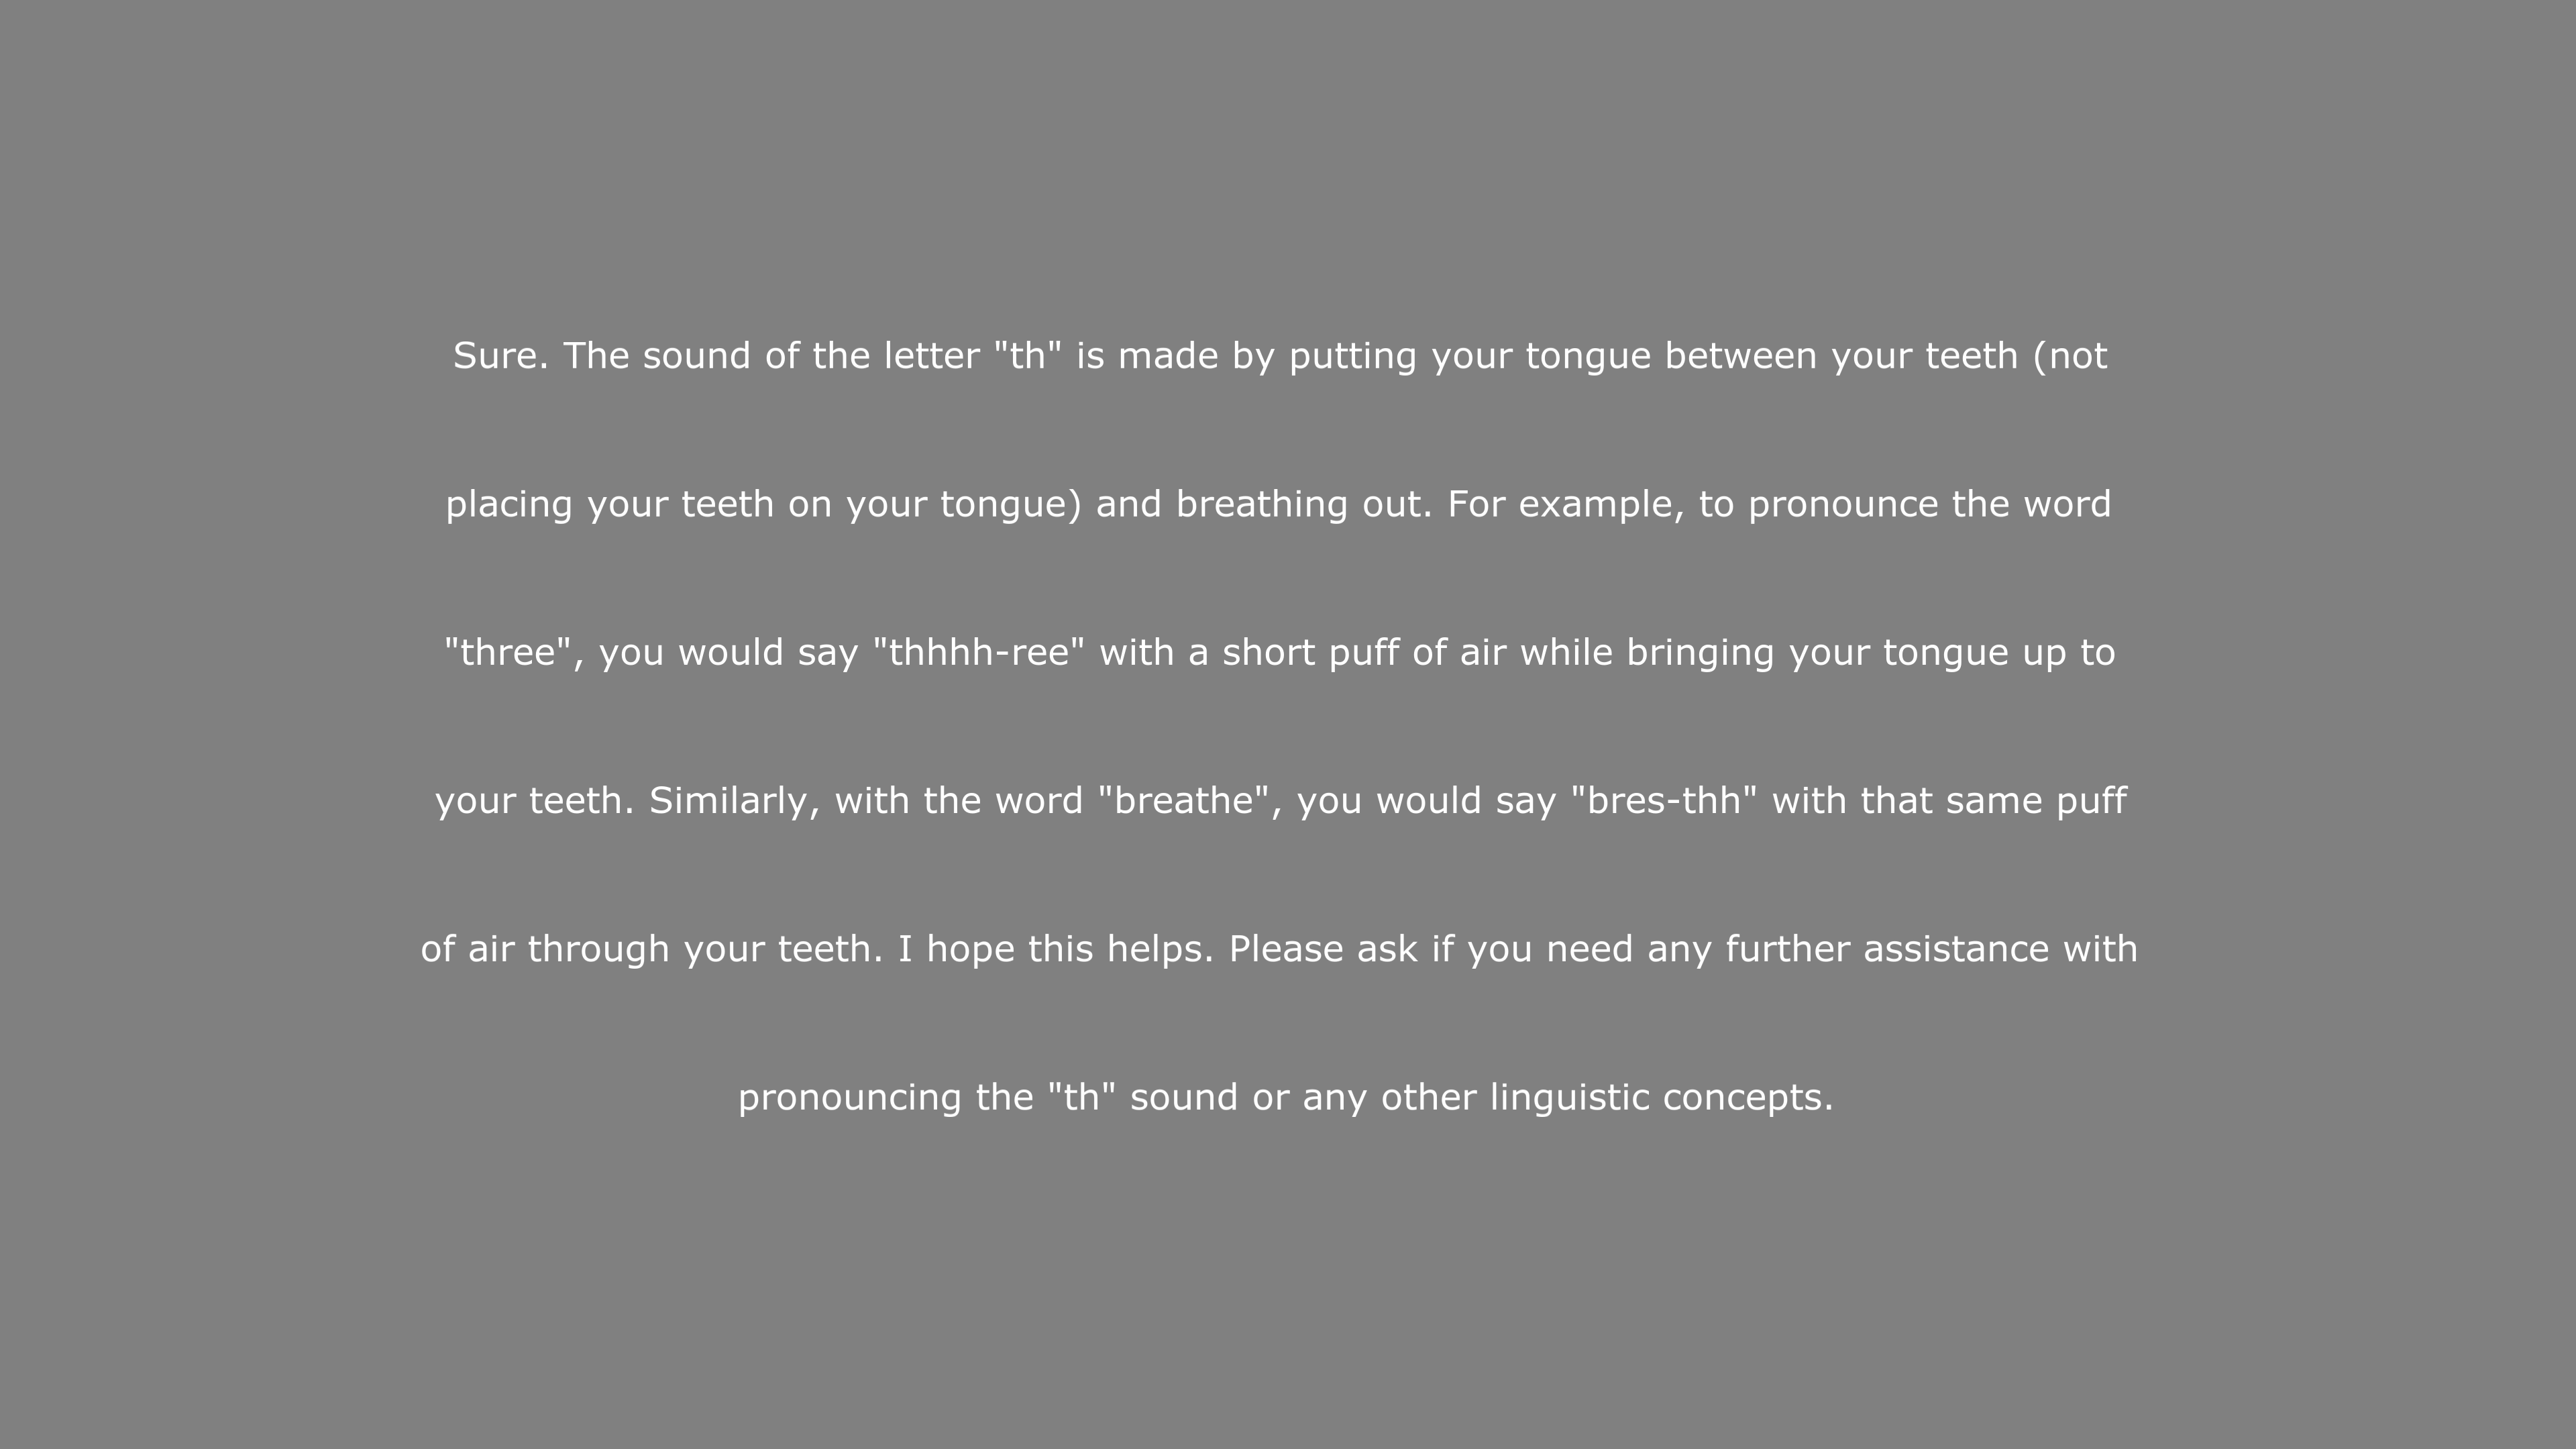 Sure. The sound of the letter "th" is made by putting your tongue between your teeth (not
placing your teeth on your tongue) and breathing out. For example, to pronounce the word
"three", you would say "thhhh-ree" with a short puff of air while bringing your tongue up to
your teeth. Similarly, with the word "breathe", you would say "bres-thh" with that same puff
of air through your teeth. I hope this helps. Please ask if you need any further assistance with
pronouncing the "th" sound or any other linguistic concepts.